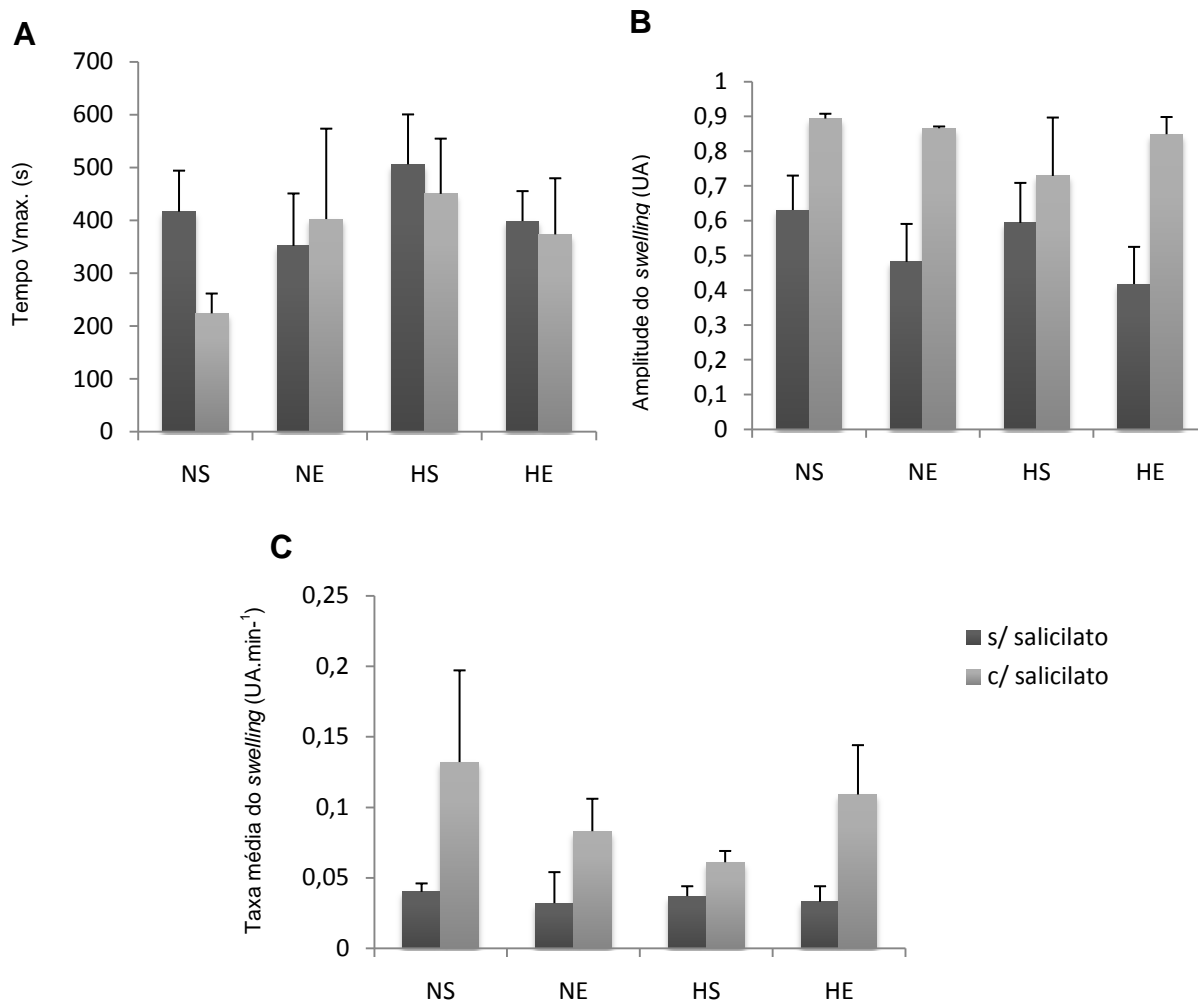 A
Tempo Vmax. (s)
700
600
500
400
300
200
100
0
NS NE HS HE
B
Amplitude do swelling (UA)
1
0,9
0,8
0,7
0,6
0,5
0,4
0,3
0,2
0,1
0
NS NE HS HE
C
Taxa média do swelling (UA.min-¹)
0,25
0,2
0,15
0,1
0,05
0
NS NE HS HE
s/ salicilato
c/ salicilato